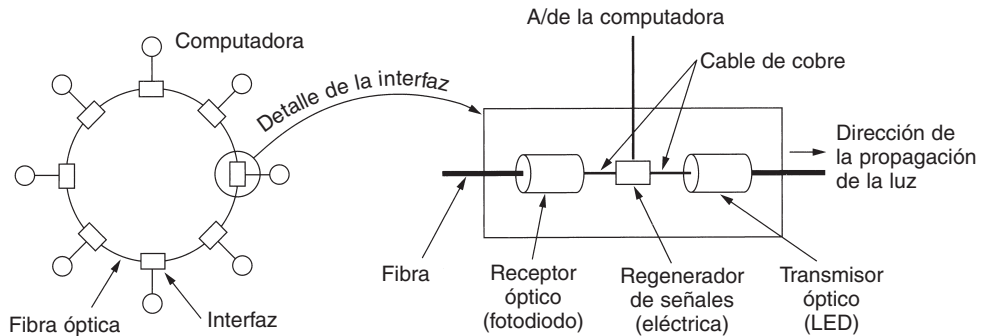 Computadora
Detalle de la interfaz
Fibra óptica
Interfaz
A/de la computadora
Cable de cobre
Dirección de
la propagación
de la luz
Fibra
Receptor
óptico
(fotodiodo)
Regenerador
de señales
(eléctrica)
Transmisor
óptico
(LED)